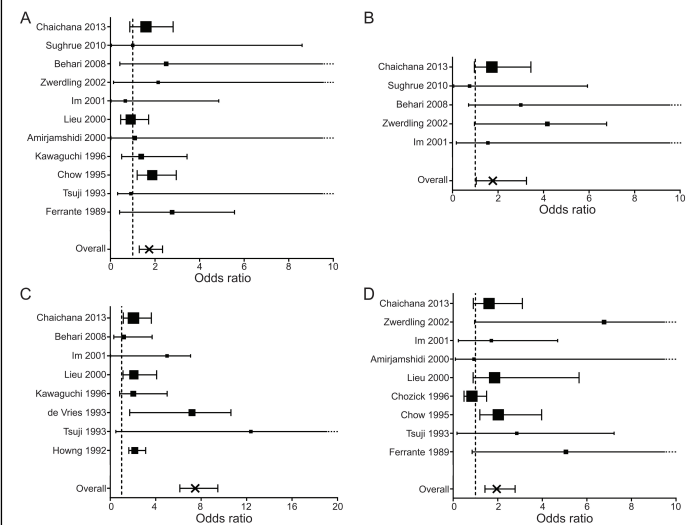 A
Chaichana 2013
Sughrue 2010
Behari 2008
Zwerdling 2002
Im 2001
Lieu 2000
Amirjamshidi 2000
Kawaguchi 1996
Chow 1995
Tsuji 1993
Ferrante 1989
Overall
0 2 4 6 8 10
Odds ratio
B
Chaichana 2013
Sughrue 2010
Behari 2008
Zwerdling 2002
Im 2001
Overall
0 2 4 6 8 10
Odds ratio
C
Chaichana 2013
Behari 2008
Im 2001
Lieu 2000
Kawaguchi 1996
de Vries 1993
Tsuji 1993
Howng 1992
Overall
0 4 8 12 16 20
Odds ratio
D
Chaichana 2013
Zwerdling 2002
Im 2001
Amirjamshidi 2000
Lieu 2000
Chozick 1996
Chow 1995
Tsuji 1993
Ferrante 1989
Overall
0 2 4 6 8 10
Odds ratio